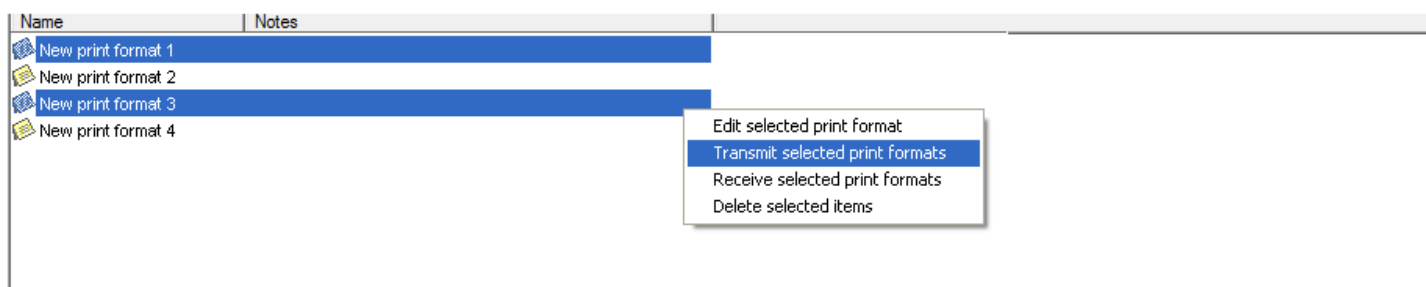 Name Notes
New print format 1
New print format 2
New print format 3
New print format 4
Edit selected print format
Transmit selected print formats
Receive selected print formats
Delete selected items